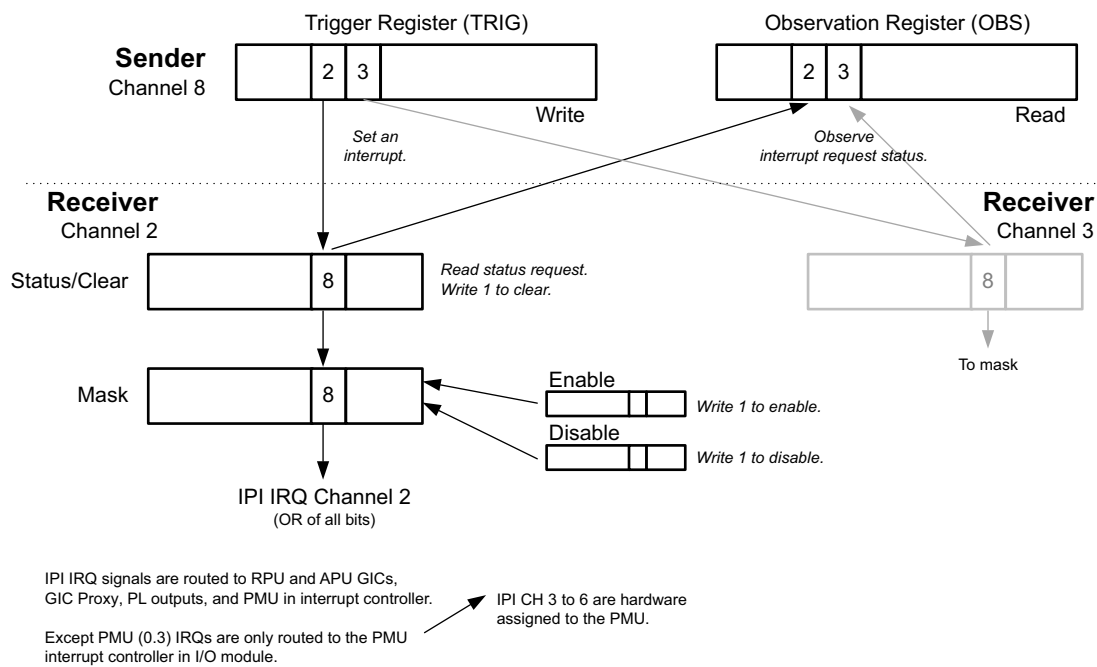 Trigger Register (TRIG)
Observation Register (OBS)
Sender
Channel 8
2 3
2 3
Write
Read
Set an
interrupt.
Observe
interrupt request status.
Receiver
Channel 2
Receiver
Channel 3
Status/Clear
8
Read status request.
Write 1 to clear.
8
To mask
Mask
8
Enable
Write 1 to enable.
Disable
Write 1 to disable.
IPI IRQ Channel 2
(OR of all bits)
IPI IRQ signals are routed to RPU and APU GICs,
GIC Proxy, PL outputs, and PMU in interrupt controller.
Except PMU (0.3) IRQs are only routed to the PMU
interrupt controller in I/O module.
IPI CH 3 to 6 are hardware
assigned to the PMU.